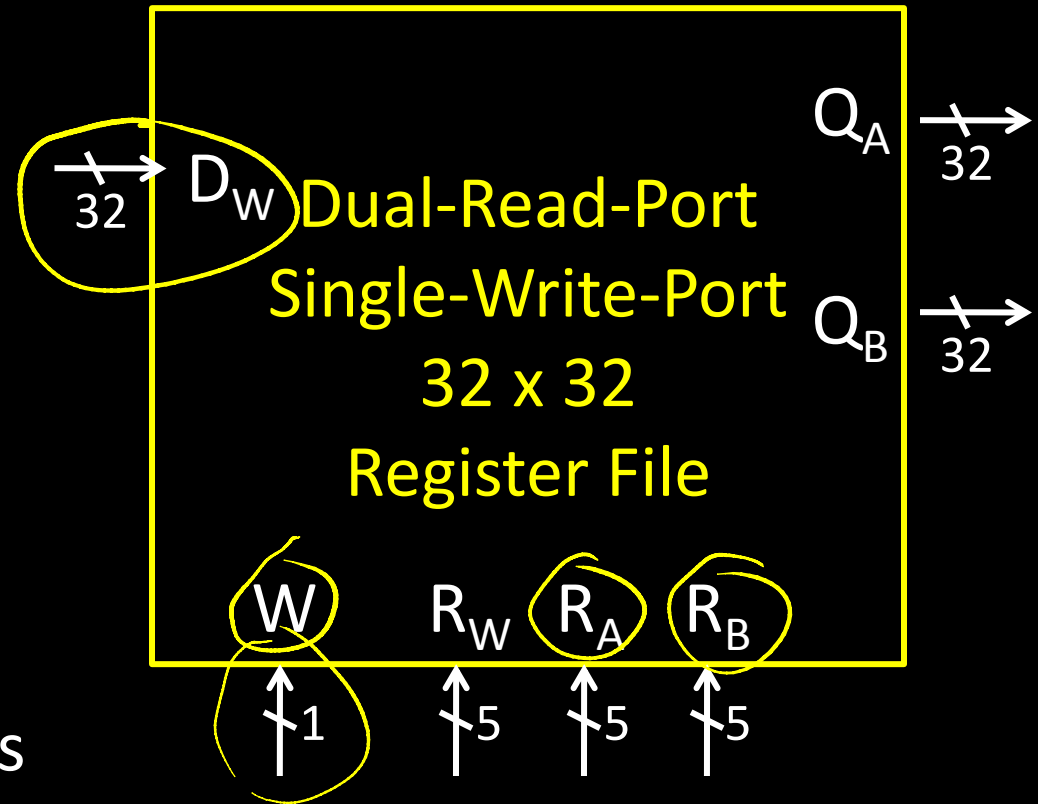 Q_A
32
D_W
32
Dual-Read-Port
Single-Write-Port
Q_B
32
32 x 32
Register File
W R_W R_A R_B
1 5 5 5
s